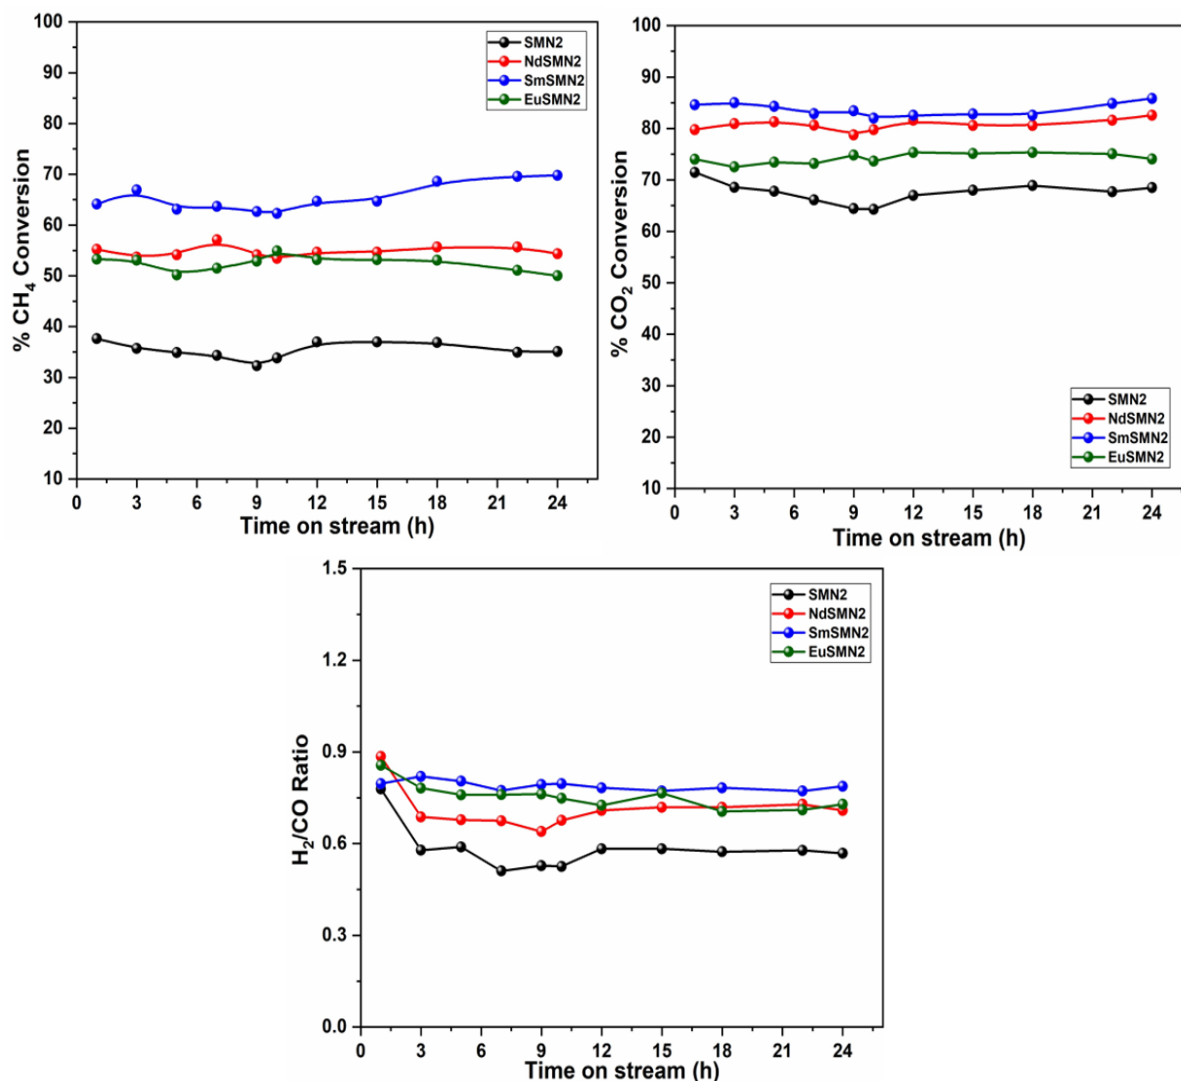 100
90
80
70
60
50
40
30
20
10
% CH4 Conversion
SMN2
NdSMN2
SmSMN2
EuSMN2
0 3 6 9 12 15 18 21 24
Time on stream (h)
100
90
80
70
60
50
40
30
20
10
% CO2 Conversion
SMN2
NdSMN2
SmSMN2
EuSMN2
0 3 6 9 12 15 18 21 24
Time on stream (h)
1.5
1.2
0.9
0.6
0.3
0.0
H2/CO Ratio
SMN2
NdSMN2
SmSMN2
EuSMN2
0 3 6 9 12 15 18 21 24
Time on stream (h)